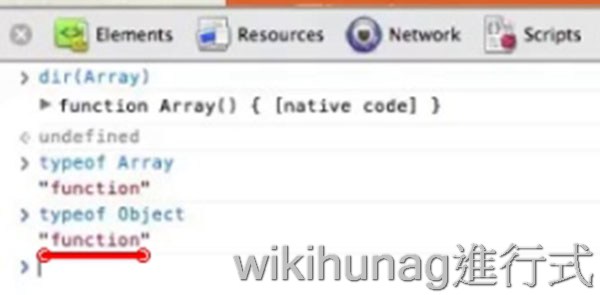 Elements Resources Network Scripts
> dir(Array)
▶ function Array() { [native code] }
< undefined
> typeof Array
"function"
> typeof Object
"function"
>
wikihunag進行式